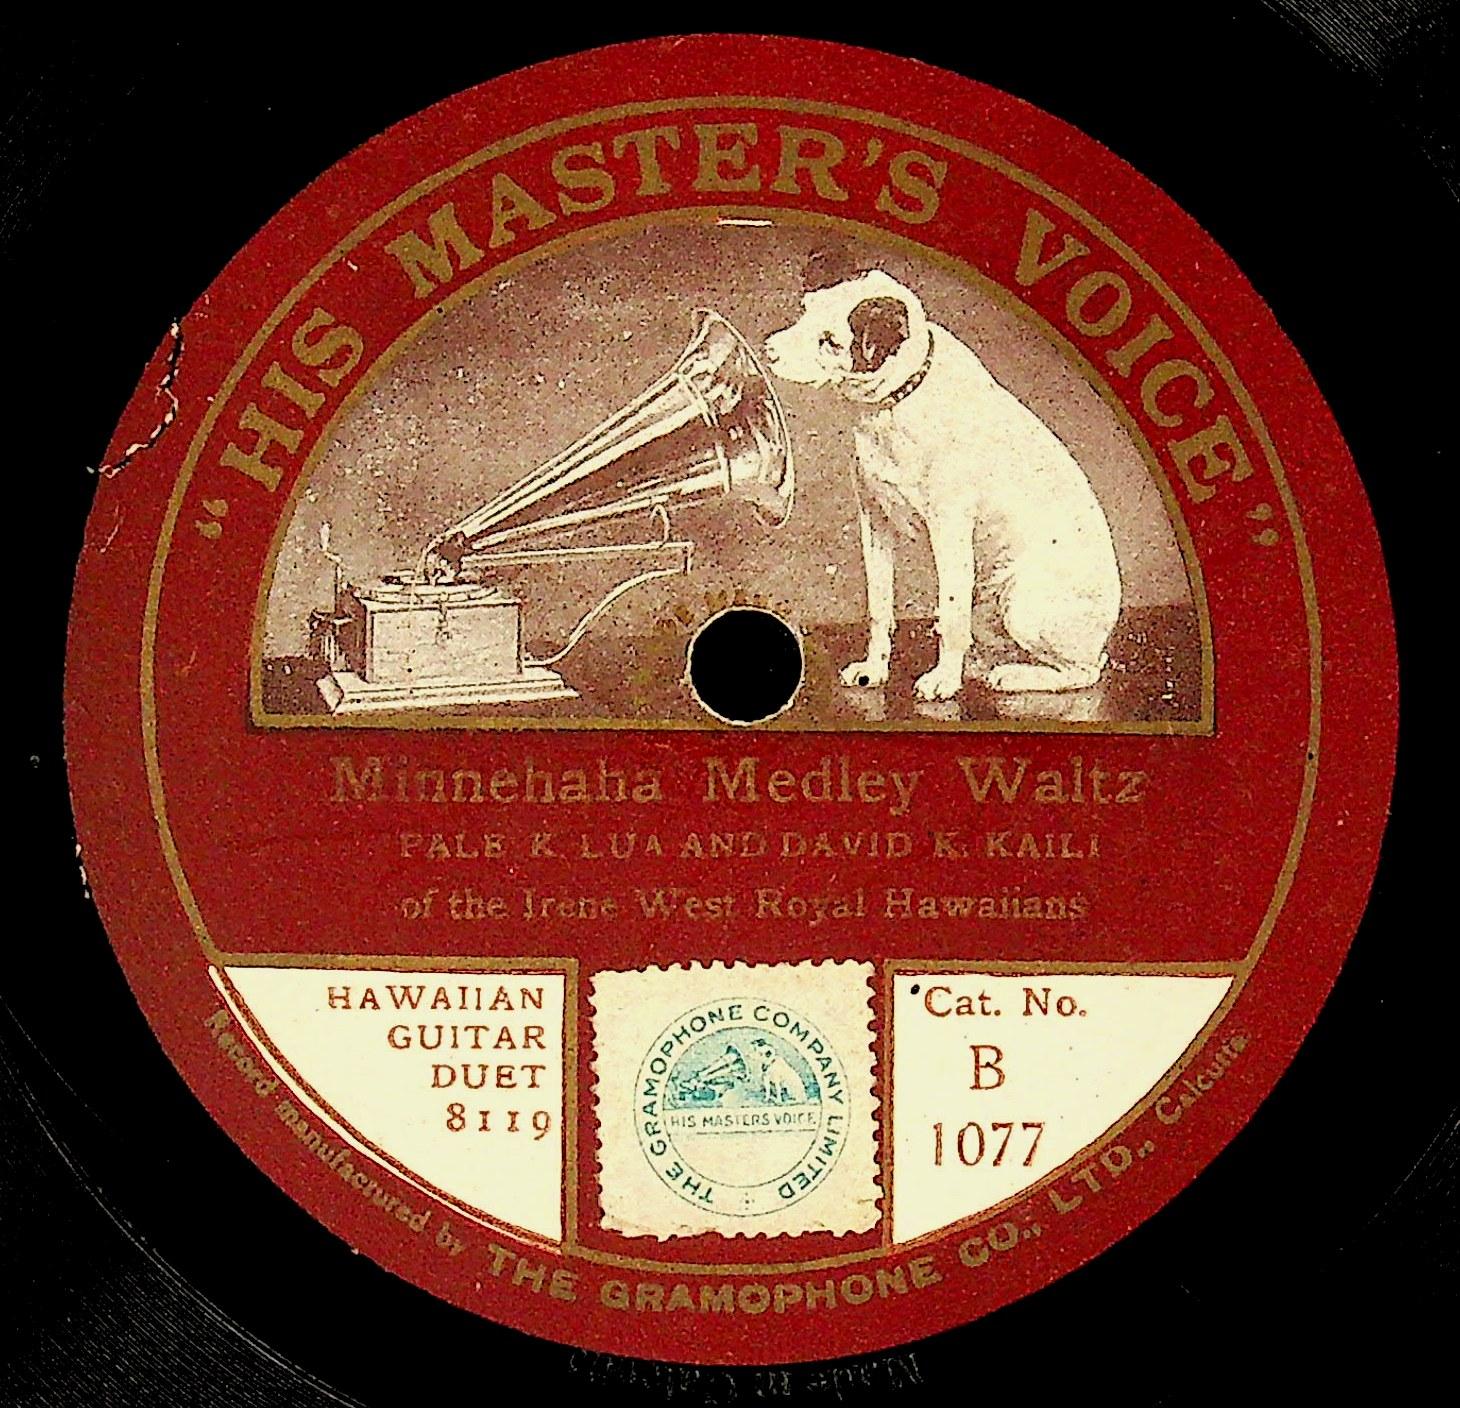 “HIS MASTER'S VOICE”
Minnehaha Medley Waltz
PALE K. LUA AND DAVID K. KAILI
of the Irene West Royal Hawaiians
HAWAIIAN
GUITAR
DUET
8119
THE GRAMOPHONE COMPANY LIMITED
HIS MASTERS VOICE
Cat. No.
B
1077
Record manufactured by THE GRAMOPHONE CO., LTD., Calcutta